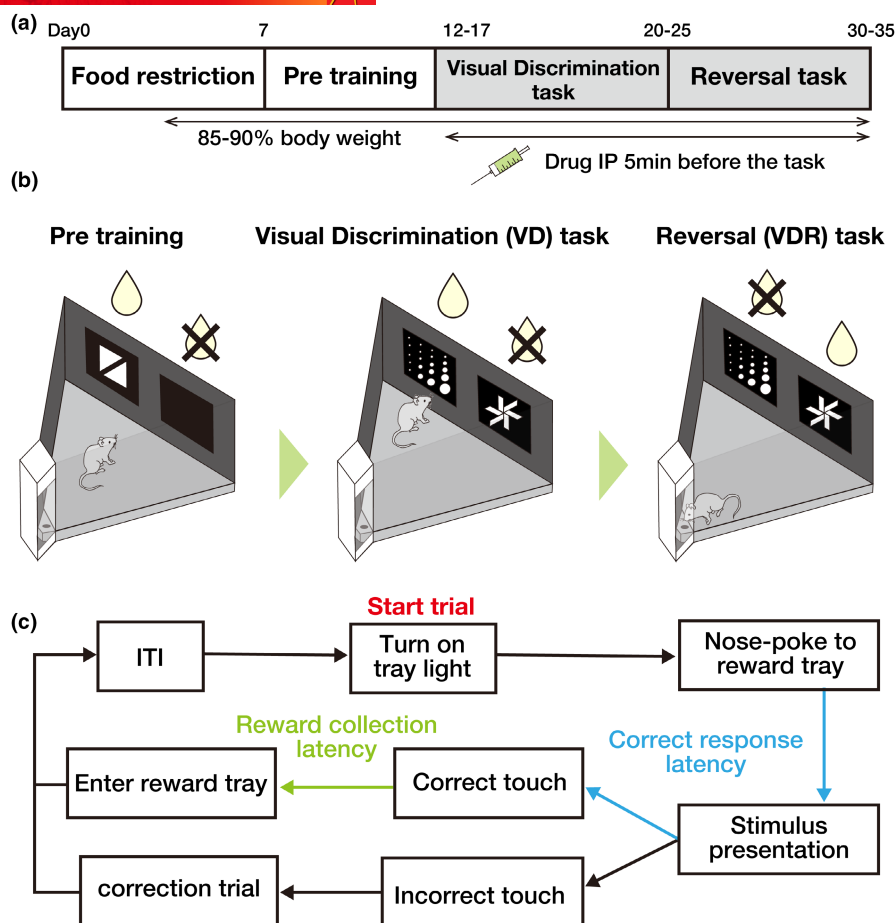 (a)
Day0 7 12-17 20-25 30-35
Food restriction
Pre training
Visual Discrimination
task
Reversal task
85-90% body weight
Drug IP 5min before the task
(b)
Pre training
Visual Discrimination (VD) task
Reversal (VDR) task
(c)
Start trial
ITI
Turn on
tray light
Nose-poke to
reward tray
Reward collection
latency
Correct response
latency
Enter reward tray
Correct touch
Stimulus
presentation
correction trial
Incorrect touch